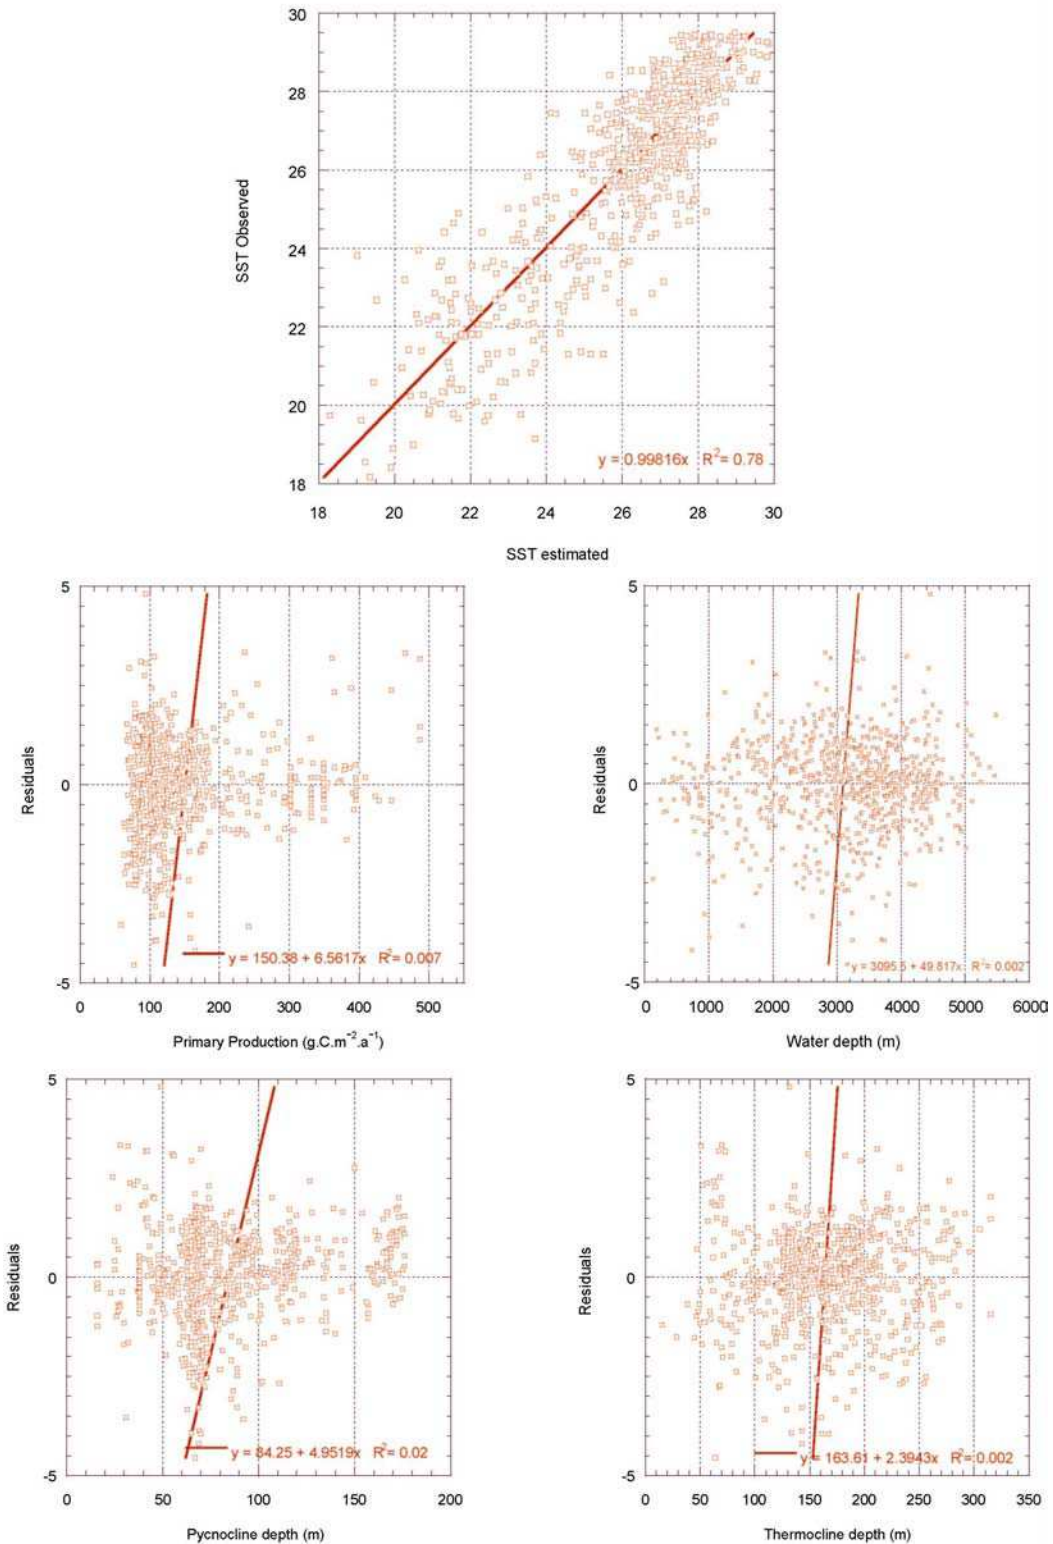 30
28
26
24
22
20
18
SST Observed
y = 0.99816x R²= 0.78
18 20 22 24 26 28 30
SST estimated
5
0
-5
Residuals
y = 150.38 + 6.5617x R²= 0.007
0 100 200 300 400 500
Primary Production (g.C.m⁻².a⁻¹)
5
0
-5
Residuals
y = 3095.5 + 49.817x R²= 0.002
0 1000 2000 3000 4000 5000 6000
Water depth (m)
5
0
-5
Residuals
y = 84.25 + 4.9519x R²= 0.02
0 50 100 150 200
Pycnocline depth (m)
5
0
-5
Residuals
y = 163.61 + 2.3943x R²= 0.002
0 50 100 150 200 250 300 350
Thermocline depth (m)